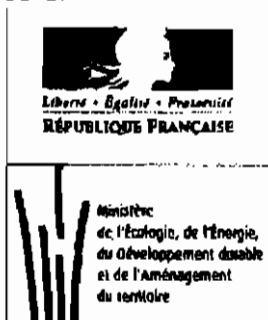 Liberté • Égalité • Fraternité
RÉPUBLIQUE FRANÇAISE
Ministère
de l'Écologie, de l'Énergie,
du Développement durable
et de l'Aménagement
du territoire